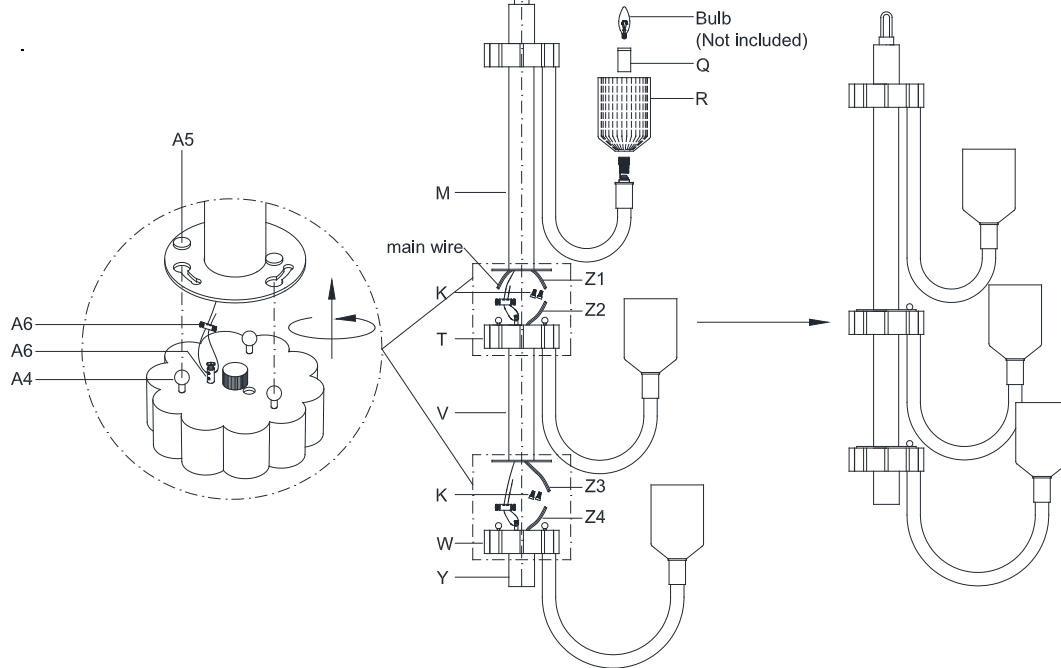 Bulb
(Not included)
Q
R
A5
M
main wire
Z1
K
Z2
A6
T
A6
A4
V
Z3
K
Z4
W
Y